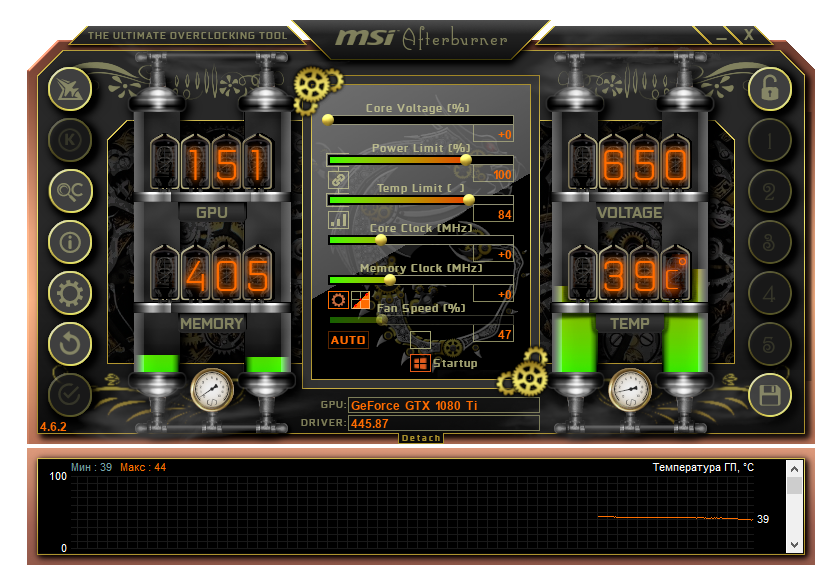 THE ULTIMATE OVERCLOCKING TOOL
msi Afterburner
X
Core Voltage (%)
+0
Power Limit (%)
100
Temp Limit ( )
84
Core Clock (MHz)
+0
Memory Clock (MHz)
+0
Fan Speed (%)
AUTO
47
Startup
151
GPU
405
MEMORY
650
VOLTAGE
39c°
TEMP
K
OC
i
1
2
3
4
5
GPU: GeForce GTX 1080 Ti
DRIVER: 445.87
4.6.2
Detach
Мин : 39 Макс : 44
Температура ГП, °C
100
39
0